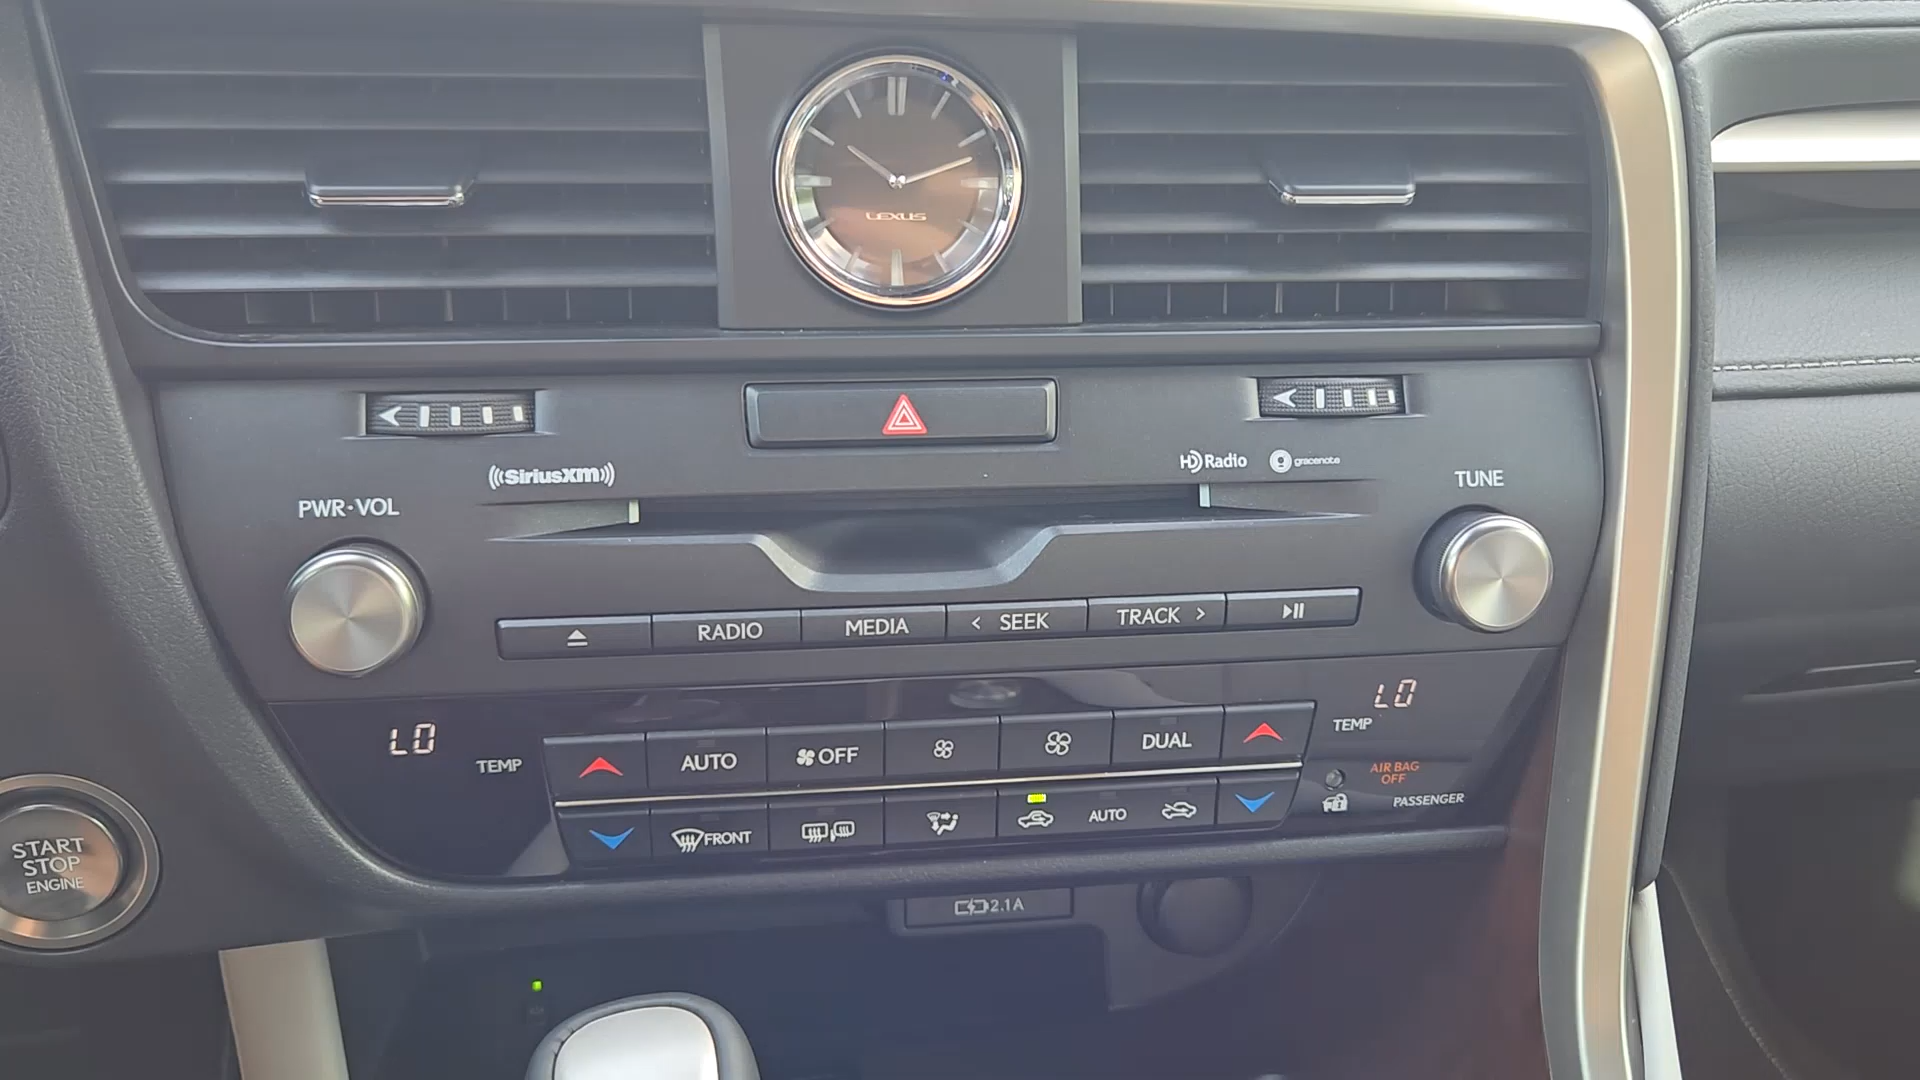 LEXUS
((SiriusXM))
HD Radio
gracenote
PWR·VOL
TUNE
RADIO
MEDIA
< SEEK
TRACK >
LO
TEMP
AUTO
OFF
DUAL
TEMP
LO
FRONT
AUTO
AIR BAG
OFF
PASSENGER
START
STOP
ENGINE
2.1A